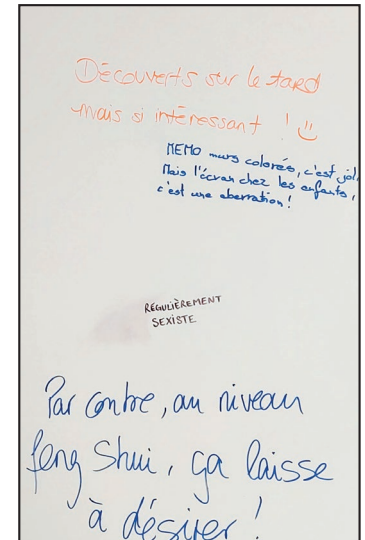 Découverts sur le tard
mais si intéressant ! :)
MEMO murs colorés, c'est joli
Mais l'écran chez les enfants,
c'est une aberration !
RÉGULIÈREMENT
SEXISTE
Par contre, au niveau
feng Shui, ça laisse
à désirer !